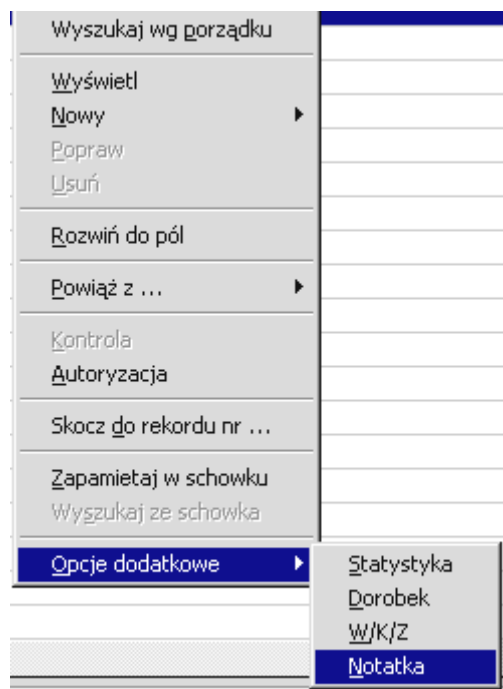 Wyszukaj wg porządku
Wyświetl
Nowy
Popraw
Usuń
Rozwiń do pól
Powiąż z ...
Kontrola
Autoryzacja
Skocz do rekordu nr ...
Zapamietaj w schowku
Wyszukaj ze schowka
Opcje dodatkowe
Statystyka
Dorobek
W/K/Z
Notatka